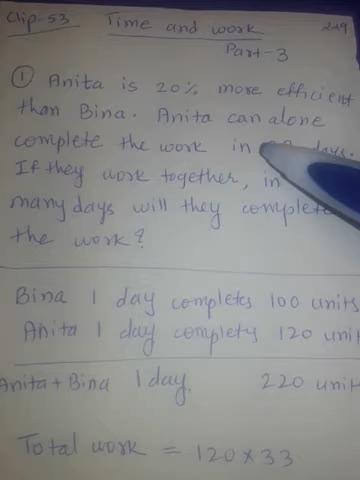 Clip-53 Time and work 249
Part-3
① Anita is 20% more efficient
than Bina. Anita can alone
complete the work in days.
If they work together, in
many days will they complete
the work?
Bina 1 day completes 100 units
Anita 1 day completes 120 unit
Anita + Bina 1 day. 220 unit
Total work = 120 × 33